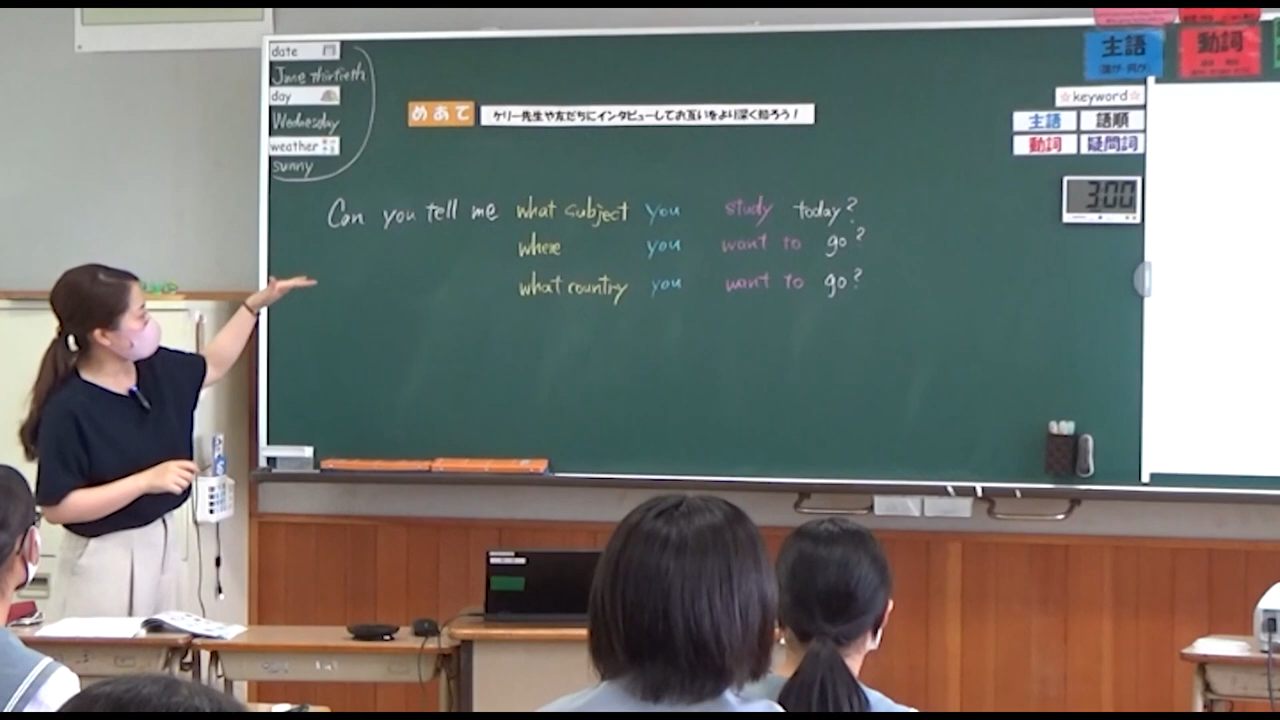 date
June thirtieth
day
Wednesday
weather
sunny
めあて
ケリー先生や友だちにインタビューしてお互いをより深く知ろう！
Can you tell me what subject you study today?
where you want to go?
what country you want to go?
主語
動詞
☆keyword☆
主語 語順
動詞 疑問詞
3:00